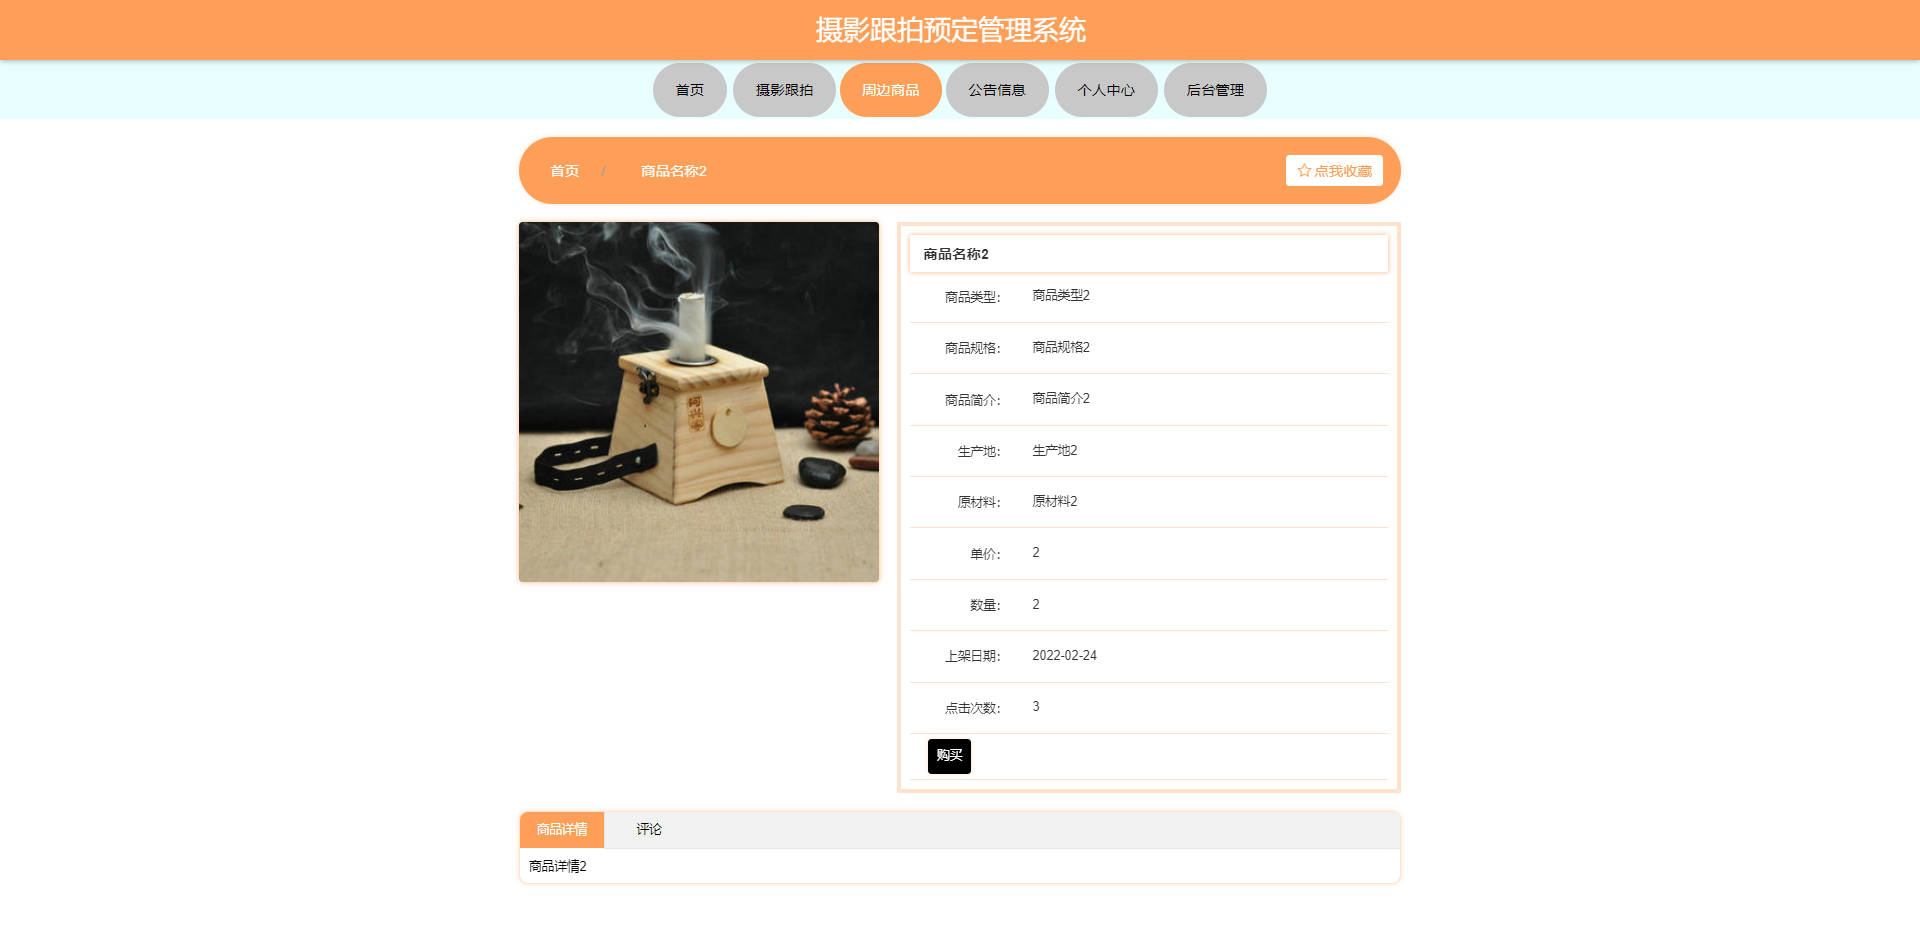 摄影跟拍预定管理系统
首页 摄影跟拍 周边商品 公告信息 个人中心 后台管理
首页 / 商品名称2 点我收藏
商品名称2
商品类型: 商品类型2
商品规格: 商品规格2
商品简介: 商品简介2
生产地: 生产地2
原材料: 原材料2
单价: 2
数量: 2
上架日期: 2022-02-24
点击次数: 3
购买
商品详情 评论
商品详情2